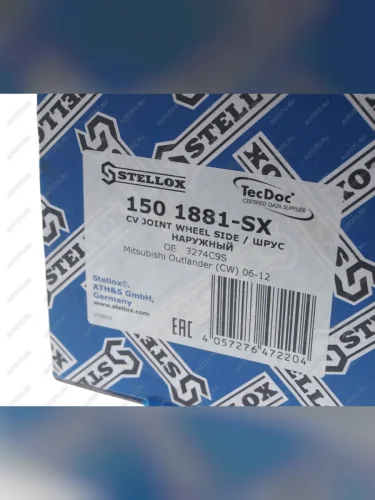 STELLOX
TecDoc
CERTIFIED DATA SUPPLIER
150 1881-SX
CV JOINT WHEEL SIDE / ШРУС
НАРУЖНЫЙ
OE 3274C9S
Mitsubishi Outlander (CW) 06-12
Stellox®,
ATH&S GmbH,
Germany
www.stellox.com
EAC
4 057276 472204
STELLOX